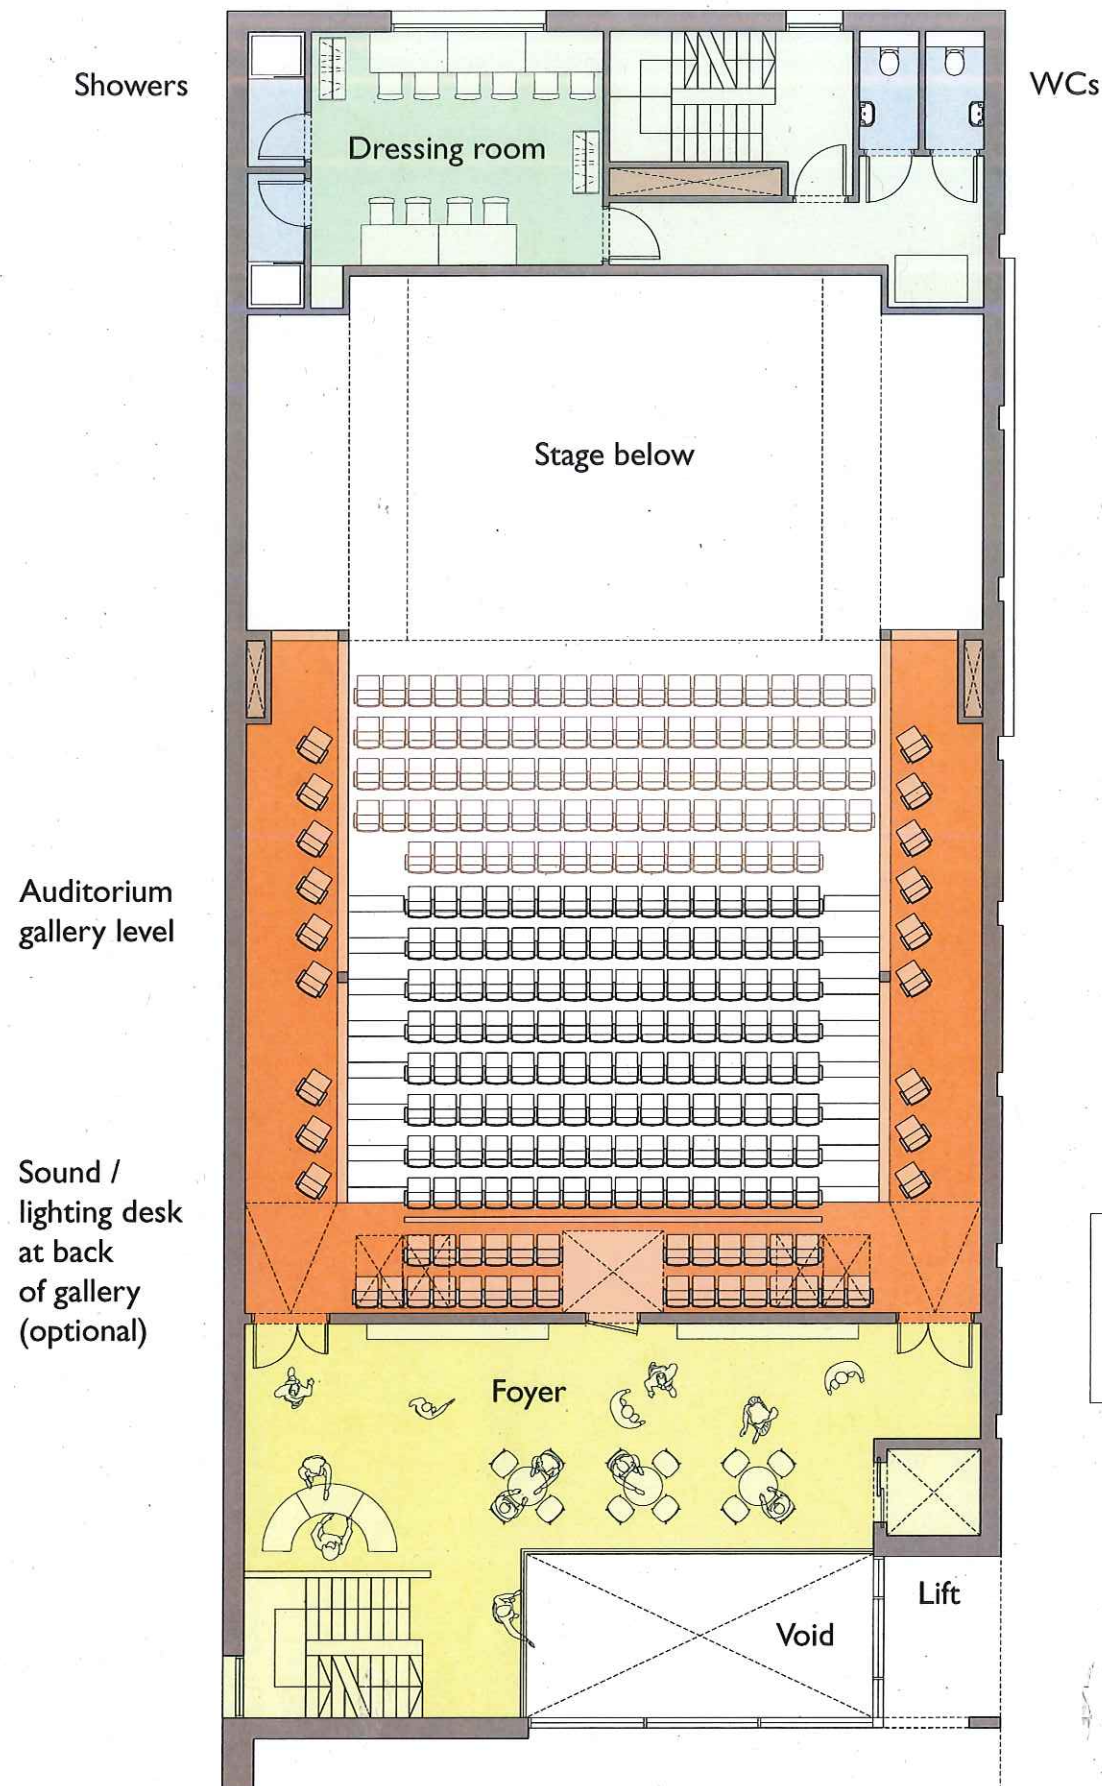 Showers
WCs
Dressing room
Stage below
Auditorium
gallery level
Sound /
lighting desk
at back
of gallery
(optional)
Foyer
Lift
Void